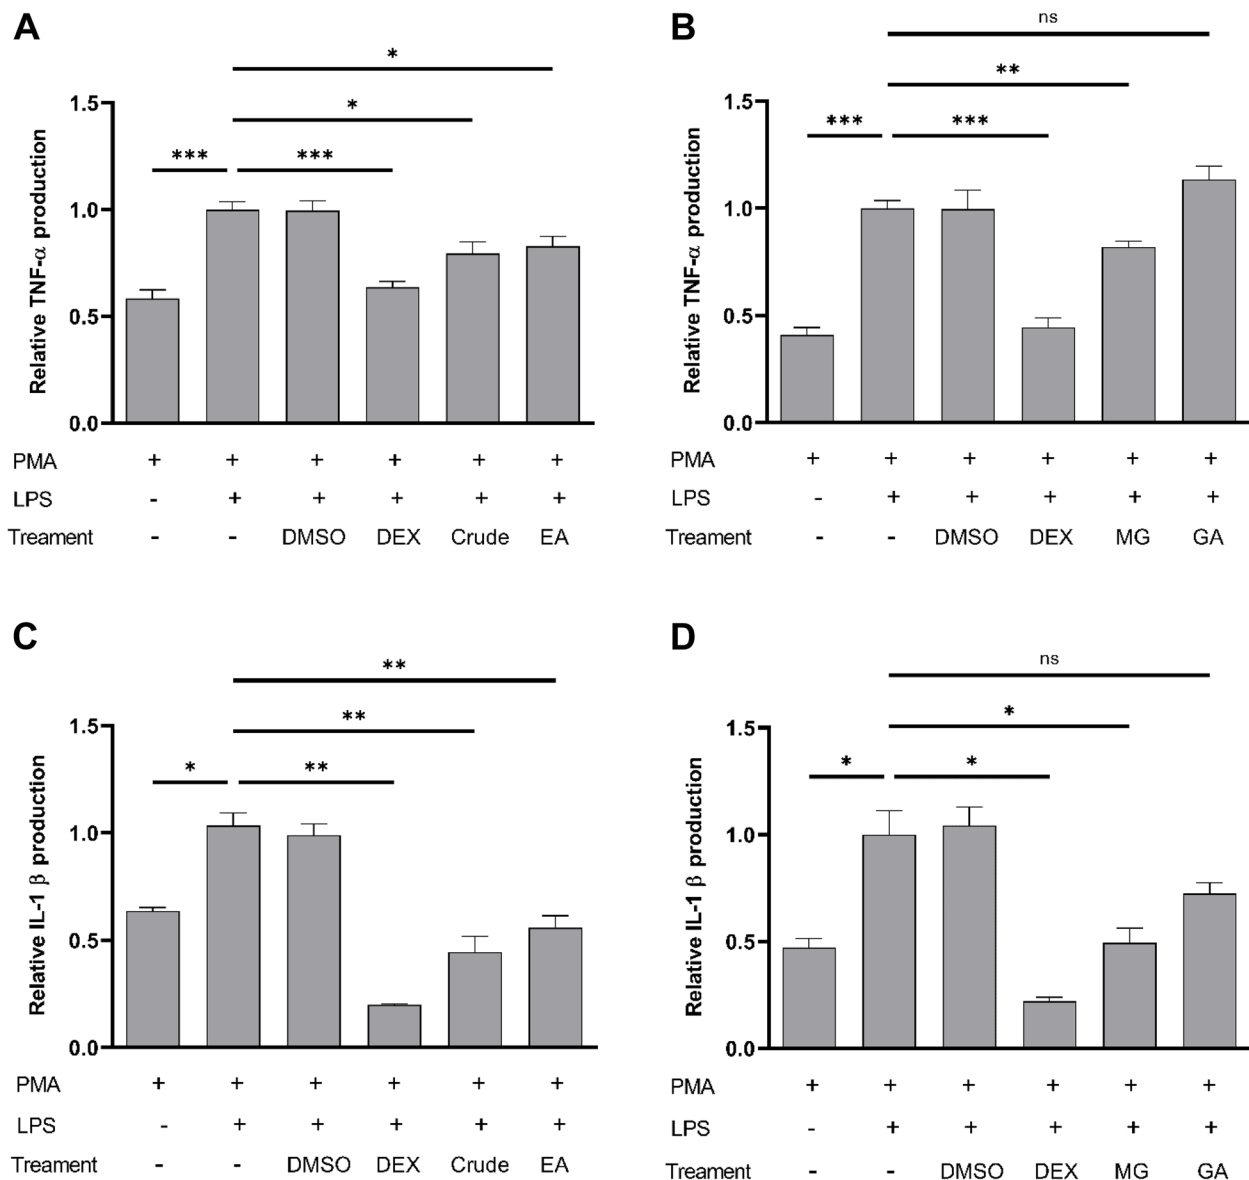 A
*
*
***
***
1.5
1.0
0.5
0.0
Relative TNF-α production
PMA + + + + + +
LPS - + + + + +
Treament - - DMSO DEX Crude EA
B
ns
**
***
***
1.5
1.0
0.5
0.0
Relative TNF-α production
PMA + + + + + +
LPS - + + + + +
Treament - - DMSO DEX MG GA
C
**
**
*
**
1.5
1.0
0.5
0.0
Relative IL-1 β production
PMA + + + + + +
LPS - + + + + +
Treament - - DMSO DEX Crude EA
D
ns
*
*
*
1.5
1.0
0.5
0.0
Relative IL-1 β production
PMA + + + + + +
LPS - + + + + +
Treament - - DMSO DEX MG GA